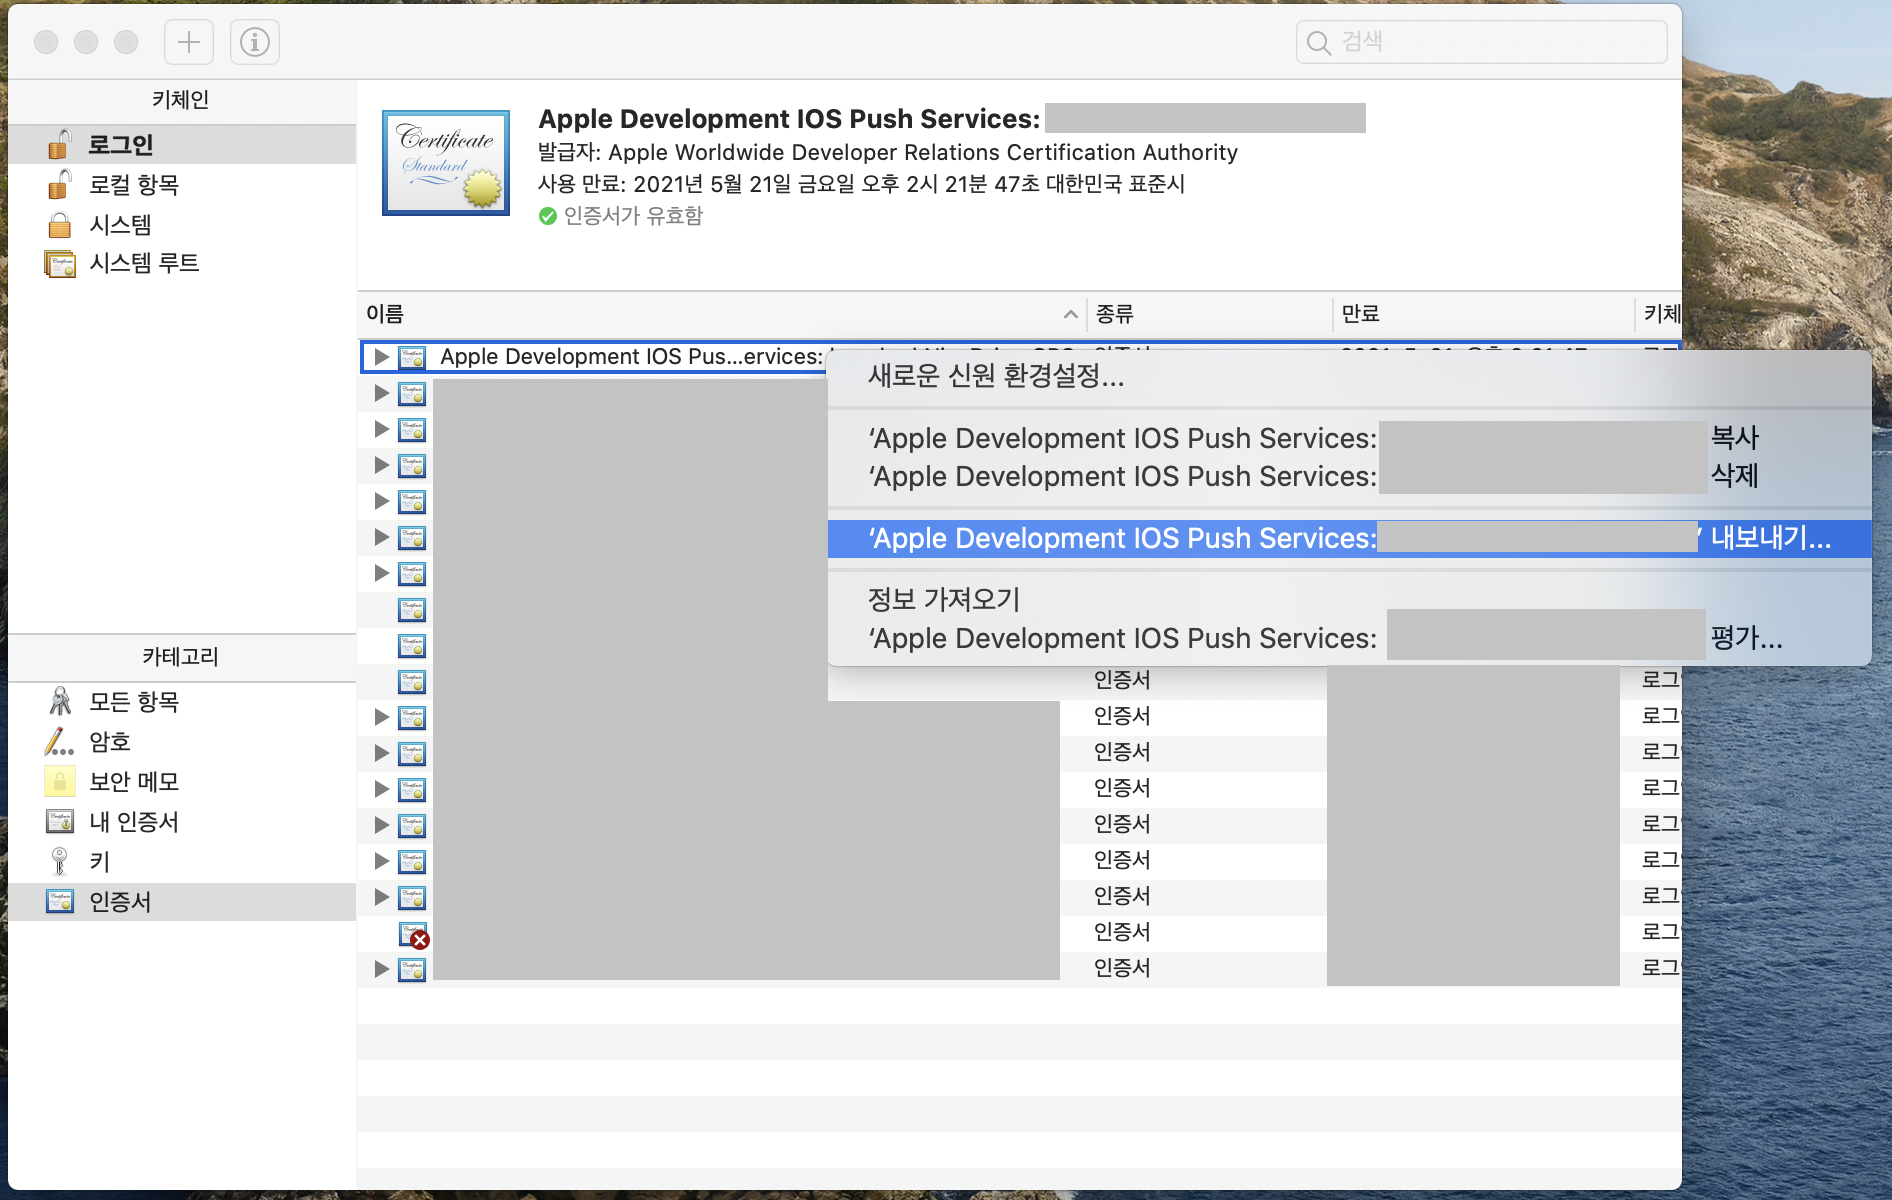 검색
키체인
로그인
로컬 항목
시스템
시스템 루트
카테고리
모든 항목
암호
보안 메모
내 인증서
키
인증서
Certificate
Standard
Apple Development IOS Push Services:
발급자: Apple Worldwide Developer Relations Certification Authority
사용 만료: 2021년 5월 21일 금요일 오후 2시 21분 47초 대한민국 표준시
인증서가 유효함
이름 종류 만료 키체
Apple Development IOS Pus...ervices:
새로운 신원 환경설정...
‘Apple Development IOS Push Services: 복사
‘Apple Development IOS Push Services: 삭제
‘Apple Development IOS Push Services: ’ 내보내기...
정보 가져오기
‘Apple Development IOS Push Services: 평가...
인증서 로그
인증서 로그
인증서 로그
인증서 로그
인증서 로그
인증서 로그
인증서 로그
인증서 로그
인증서 로그